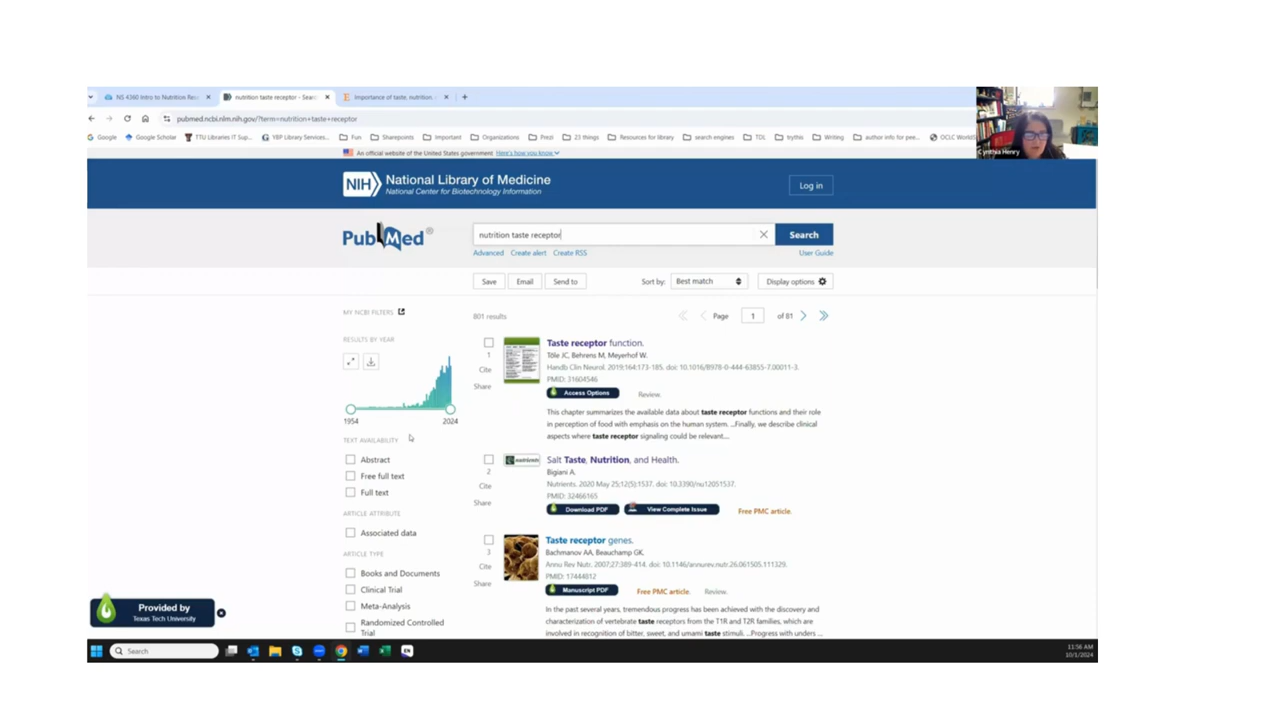 NS 4360 Intro to Nutrition Res
nutrition taste receptor - Sear
Importance of taste, nutrition,
pubmed.ncbi.nlm.nih.gov/?term=nutrition+taste+receptor
Google
Google Scholar
TTU Libraries IT Sup...
YBP Library Services...
Fun
Sharepoints
Important
Organizations
Prezi
23 things
Resources for library
search engines
TDL
trythis
Writing
author info for pee...
OCLC WorldS
Cynthia Henry
An official website of the United States government Here's how you know
NIH National Library of Medicine
National Center for Biotechnology Information
Log in
PubMed®
nutrition taste receptor
Search
Advanced Create alert Create RSS
User Guide
Save Email Send to
Sort by: Best match
Display options
MY NCBI FILTERS
801 results
Page 1 of 81
RESULTS BY YEAR
1954 2024
TEXT AVAILABILITY
Abstract
Free full text
Full text
ARTICLE ATTRIBUTE
Associated data
ARTICLE TYPE
Books and Documents
Clinical Trial
Meta-Analysis
Randomized Controlled
Trial
1
Cite
Share
Taste receptor function.
Töle JC, Behrens M, Meyerhof W.
Handb Clin Neurol. 2019;164:173-185. doi: 10.1016/B978-0-444-63855-7.00011-3.
PMID: 31604546
Access Options Review.
This chapter summarizes the available data about taste receptor functions and their role
in perception of food with emphasis on the human system. ...Finally, we describe clinical
aspects where taste receptor signaling could be relevant....
2
Cite
Share
nutrients
Salt Taste, Nutrition, and Health.
Bigiani A.
Nutrients. 2020 May 25;12(5):1537. doi: 10.3390/nu12051537.
PMID: 32466165
Download PDF View Complete Issue Free PMC article.
3
Cite
Share
Taste receptor genes.
Bachmanov AA, Beauchamp GK.
Annu Rev Nutr. 2007;27:389-414. doi: 10.1146/annurev.nutr.26.061505.111329.
PMID: 17444812
Manuscript PDF Free PMC article. Review.
In the past several years, tremendous progress has been achieved with the discovery and
characterization of vertebrate taste receptors from the T1R and T2R families, which are
involved in recognition of bitter, sweet, and umami taste stimuli. ...Progress with unders ...
Provided by
Texas Tech University
Search
11:56 AM
10/1/2024